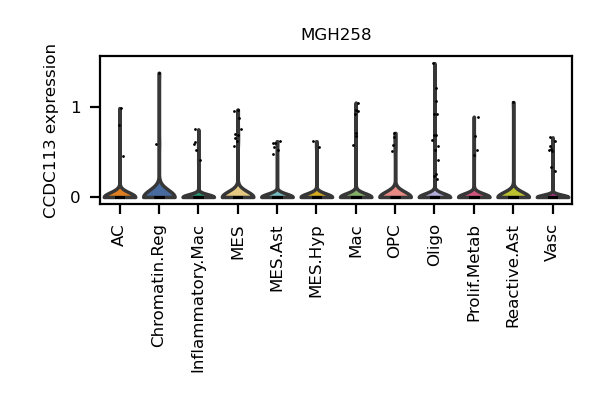 MGH258
CCDC113 expression
1
0
AC
Chromatin.Reg
Inflammatory.Mac
MES
MES.Ast
MES.Hyp
Mac
OPC
Oligo
Prolif.Metab
Reactive.Ast
Vasc